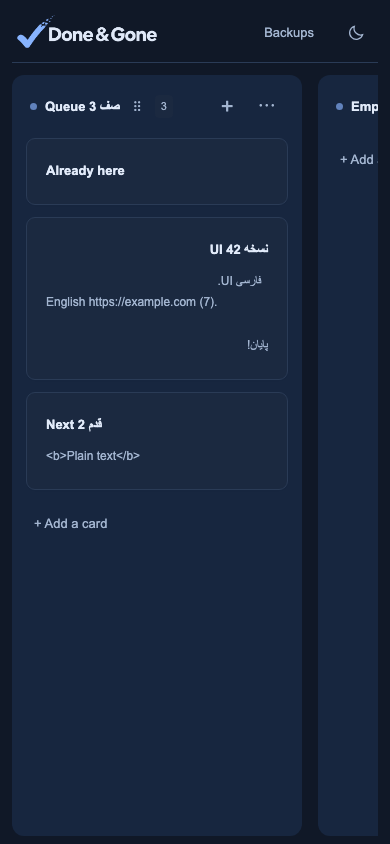 Done & Gone
Backups
Queue 3 صف
3
Already here
نسخه 42 UI
فارسی UI.
English https://example.com (7).
پایان!
Next 2 قدم
<b>Plain text</b>
+ Add a card
Emp
+ Add